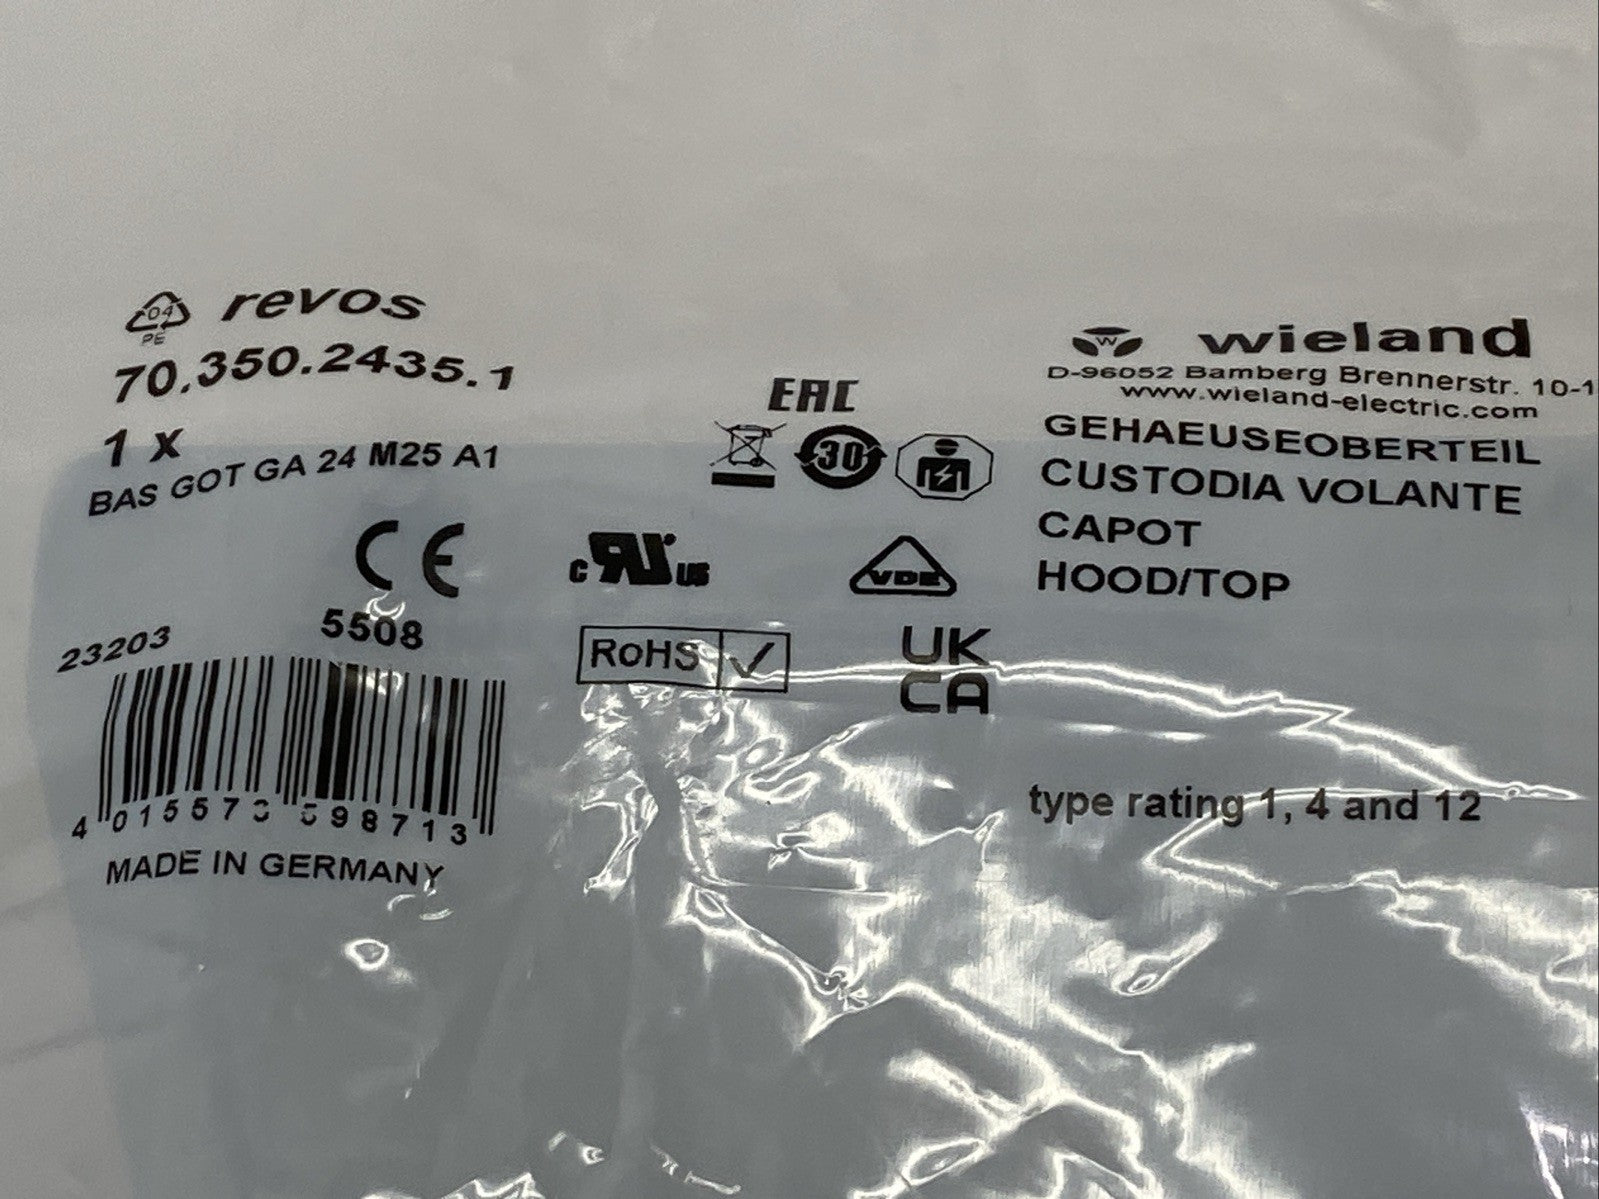 04
PE
revos
70.350.2435.1
1 x
BAS GOT GA 24 M25 A1
CE
5508
23203
MADE IN GERMANY
EAC
30
c RU US
VDE
RoHS ✓
UK
CA
W
wieland
D-96052 Bamberg Brennerstr. 10-1
www.wieland-electric.com
GEHAEUSEOBERTEIL
CUSTODIA VOLANTE
CAPOT
HOOD/TOP
type rating 1, 4 and 12